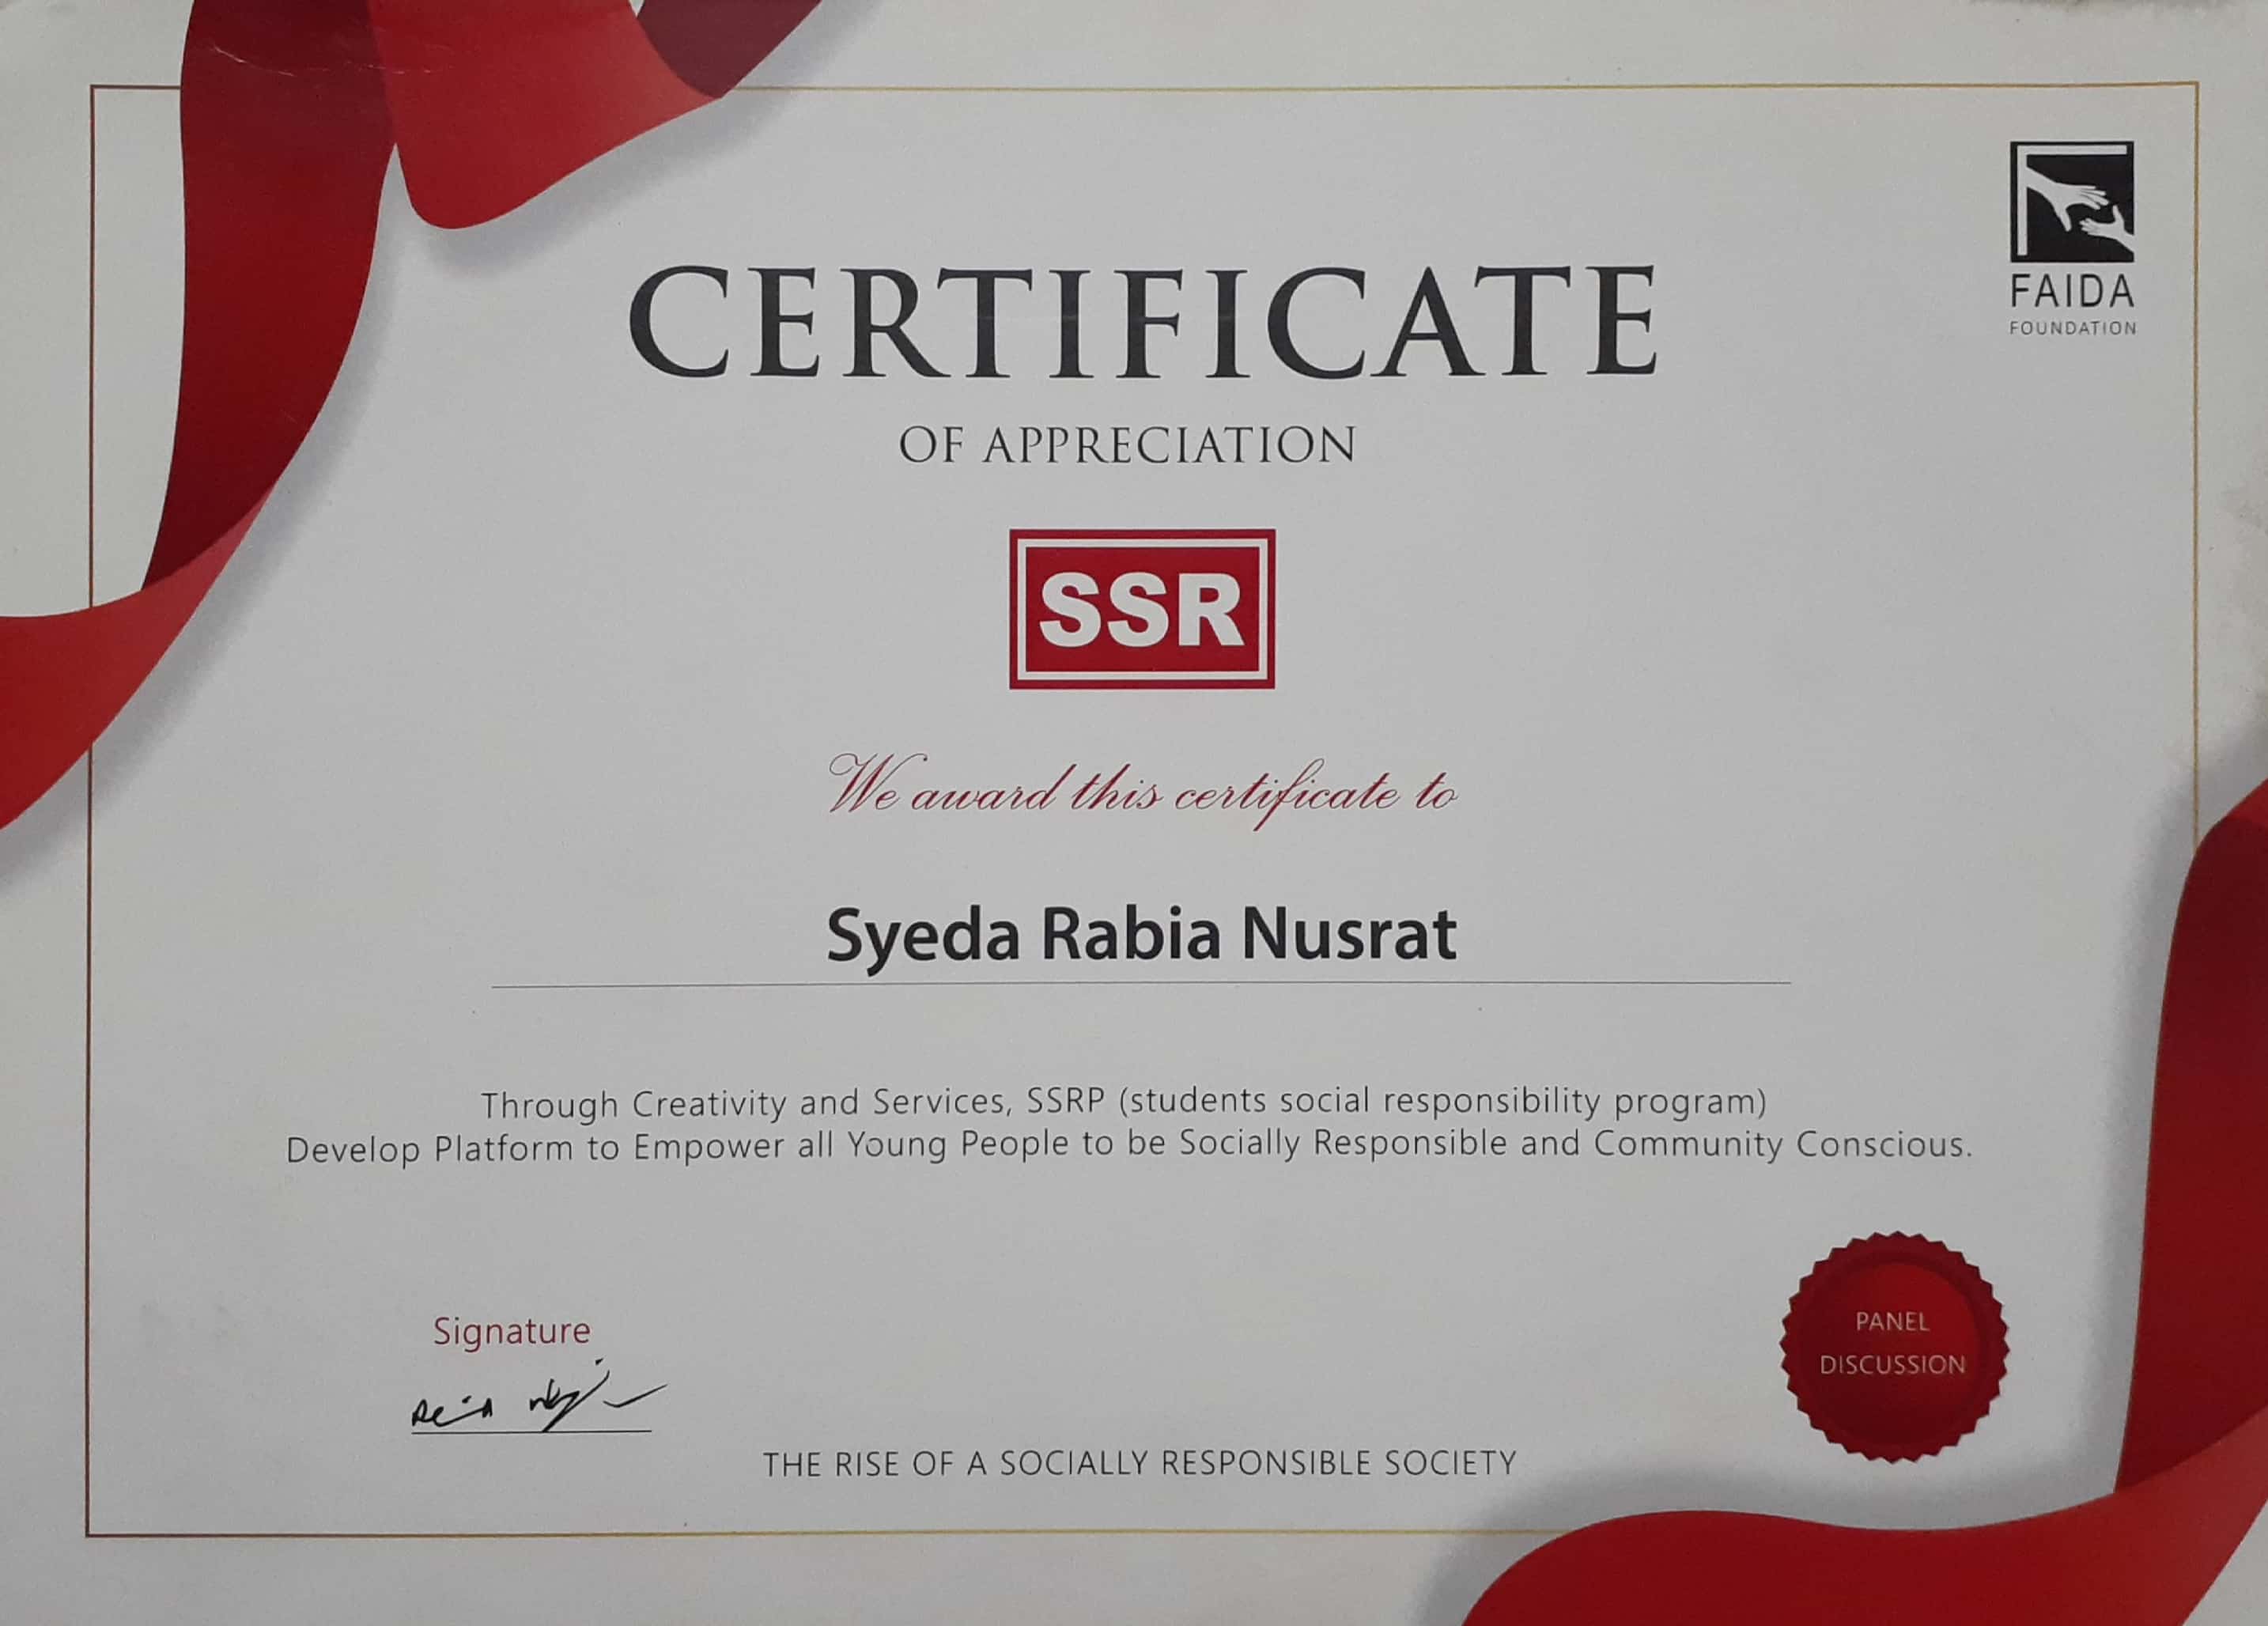 FAIDA
FOUNDATION
CERTIFICATE
OF APPRECIATION
SSR
We award this certificate to
Syeda Rabia Nusrat
Through Creativity and Services, SSRP (students social responsibility program)
Develop Platform to Empower all Young People to be Socially Responsible and Community Conscious.
Signature
PANEL
DISCUSSION
THE RISE OF A SOCIALLY RESPONSIBLE SOCIETY